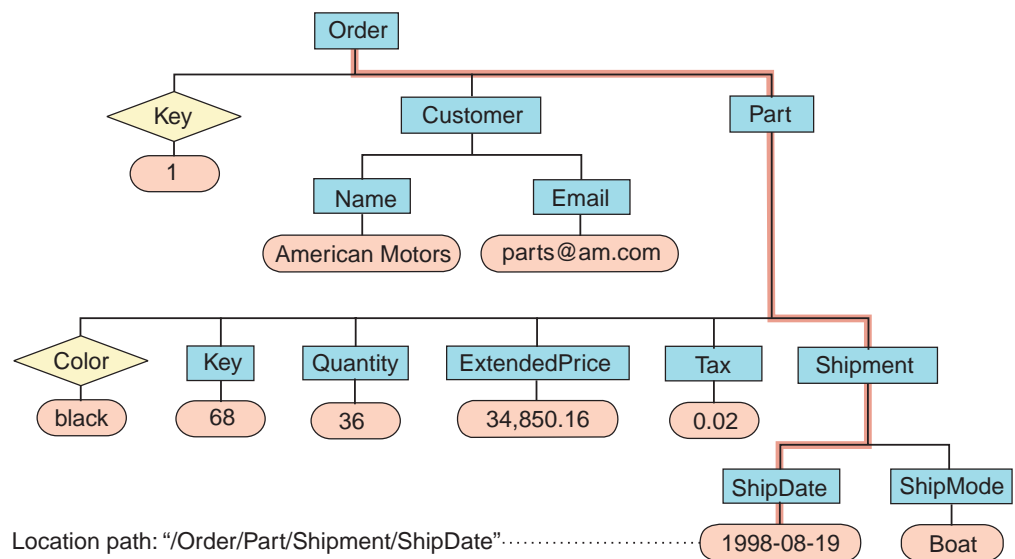 Order
Key
Customer
Part
1
Name
Email
American Motors
parts@am.com
Color
Key
Quantity
ExtendedPrice
Tax
Shipment
black
68
36
34,850.16
0.02
ShipDate
ShipMode
Location path: “/Order/Part/Shipment/ShipDate”
1998-08-19
Boat